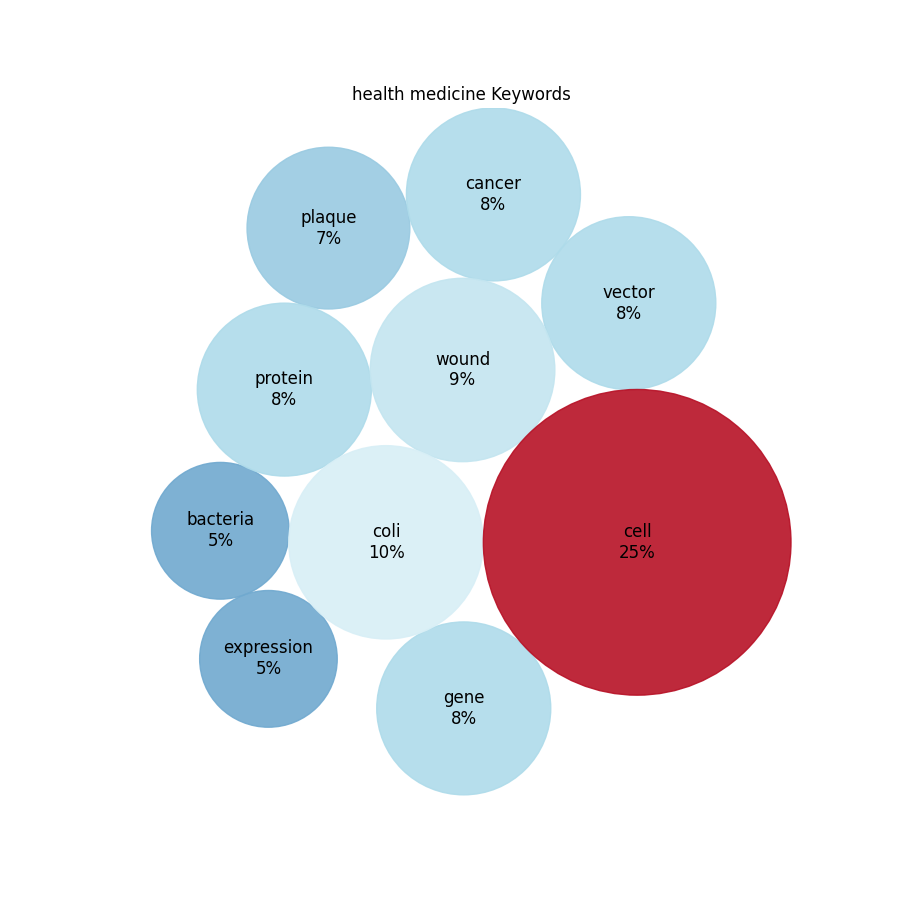 health medicine Keywords
cancer
8%
plaque
7%
vector
8%
wound
9%
protein
8%
bacteria
5%
coli
10%
cell
25%
expression
5%
gene
8%